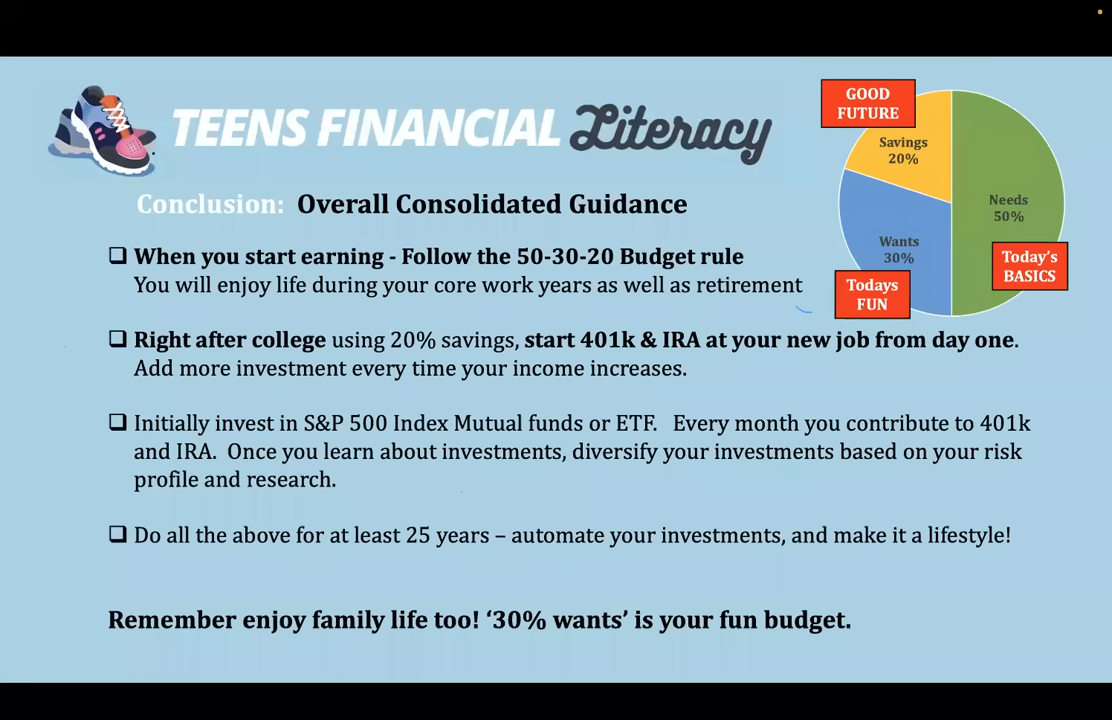 TEENS FINANCIAL Literacy
Conclusion: Overall Consolidated Guidance
GOOD
FUTURE
Savings
20%
Needs
50%
Wants
30%
Today's
BASICS
Todays
FUN
❑ When you start earning - Follow the 50-30-20 Budget rule
You will enjoy life during your core work years as well as retirement
❑ Right after college using 20% savings, start 401k & IRA at your new job from day one.
Add more investment every time your income increases.
❑ Initially invest in S&P 500 Index Mutual funds or ETF. Every month you contribute to 401k
and IRA. Once you learn about investments, diversify your investments based on your risk
profile and research.
❑ Do all the above for at least 25 years – automate your investments, and make it a lifestyle!
Remember enjoy family life too! ‘30% wants’ is your fun budget.